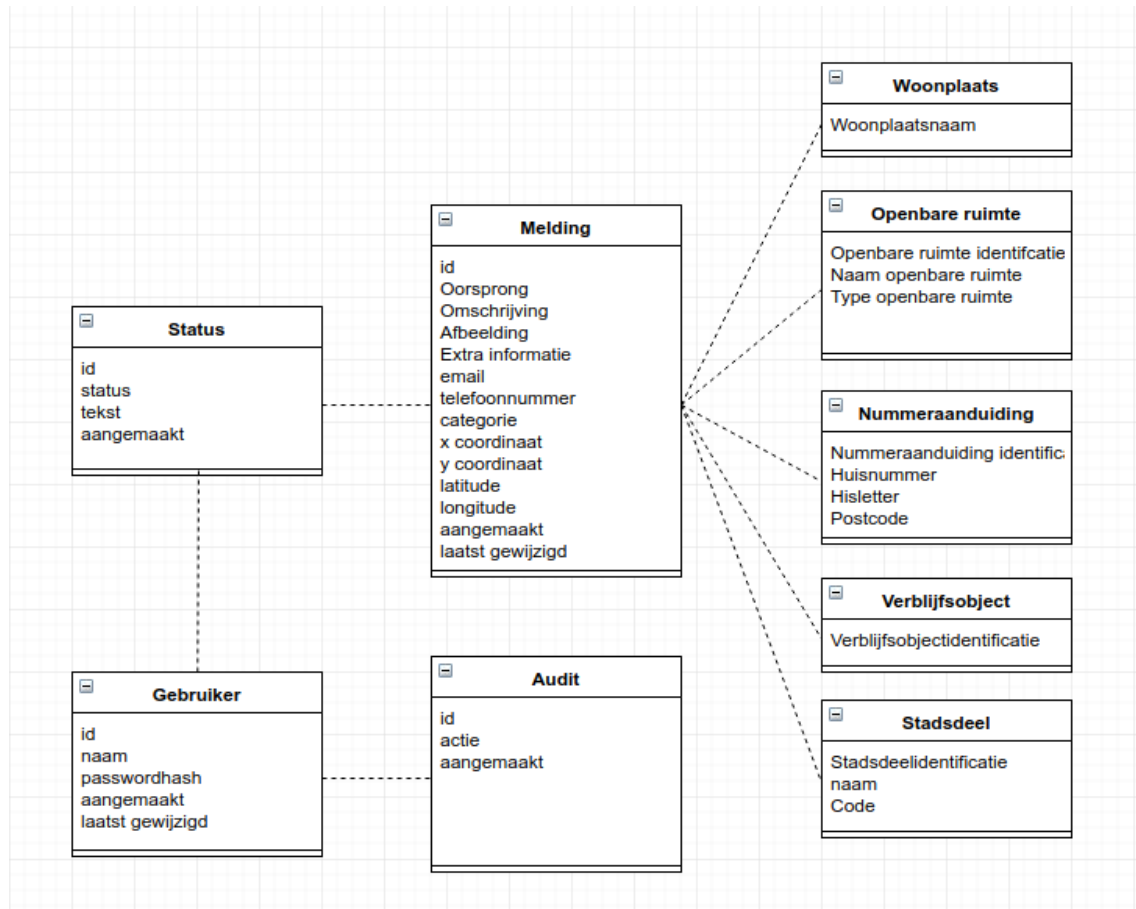 Woonplaats
Woonplaatsnaam
Openbare ruimte
Openbare ruimte identifcatie
Naam openbare ruimte
Type openbare ruimte
Melding
id
Oorsprong
Omschrijving
Afbeelding
Extra informatie
email
telefoonnummer
categorie
x coordinaat
y coordinaat
latitude
longitude
aangemaakt
laatst gewijzigd
Status
id
status
tekst
aangemaakt
Nummeraanduiding
Nummeraanduiding identifica
Huisnummer
Hisletter
Postcode
Verblijfsobject
Verblijfsobjectidentificatie
Gebruiker
id
naam
passwordhash
aangemaakt
laatst gewijzigd
Audit
id
actie
aangemaakt
Stadsdeel
Stadsdeelidentificatie
naam
Code